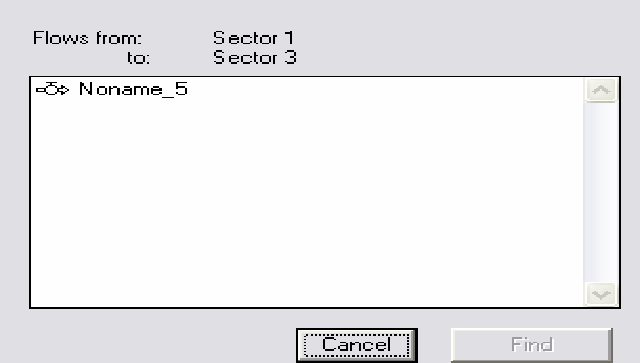 Flows from: Sector 1
to: Sector 3
Noname_5
Cancel Find